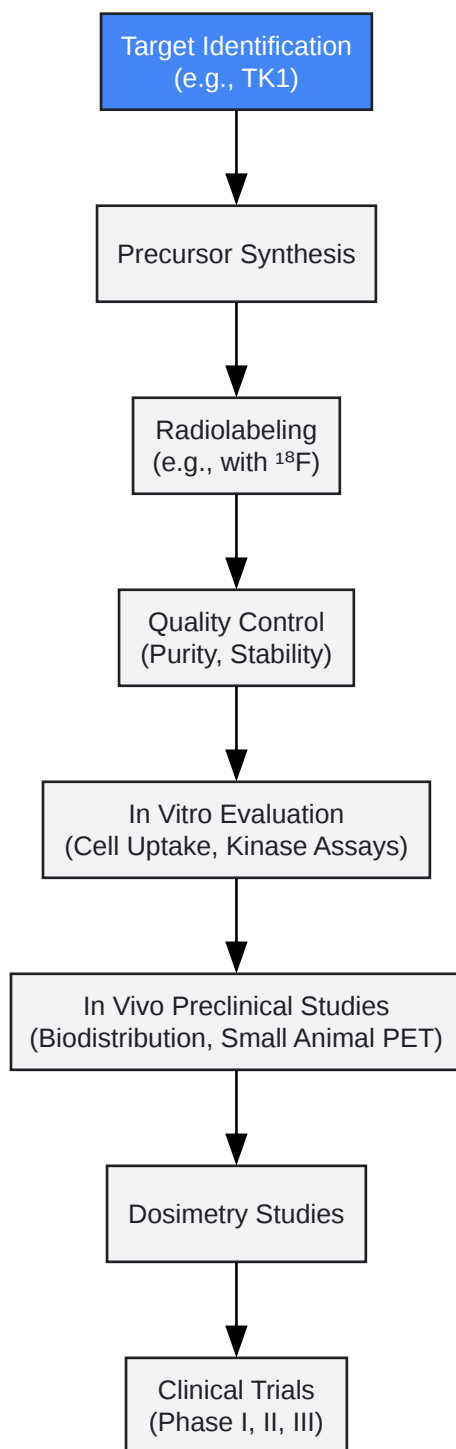 Target Identification
(e.g., TK1)
Precursor Synthesis
Radiolabeling
(e.g., with ¹⁸F)
Quality Control
(Purity, Stability)
In Vitro Evaluation
(Cell Uptake, Kinase Assays)
In Vivo Preclinical Studies
(Biodistribution, Small Animal PET)
Dosimetry Studies
Clinical Trials
(Phase I, II, III)